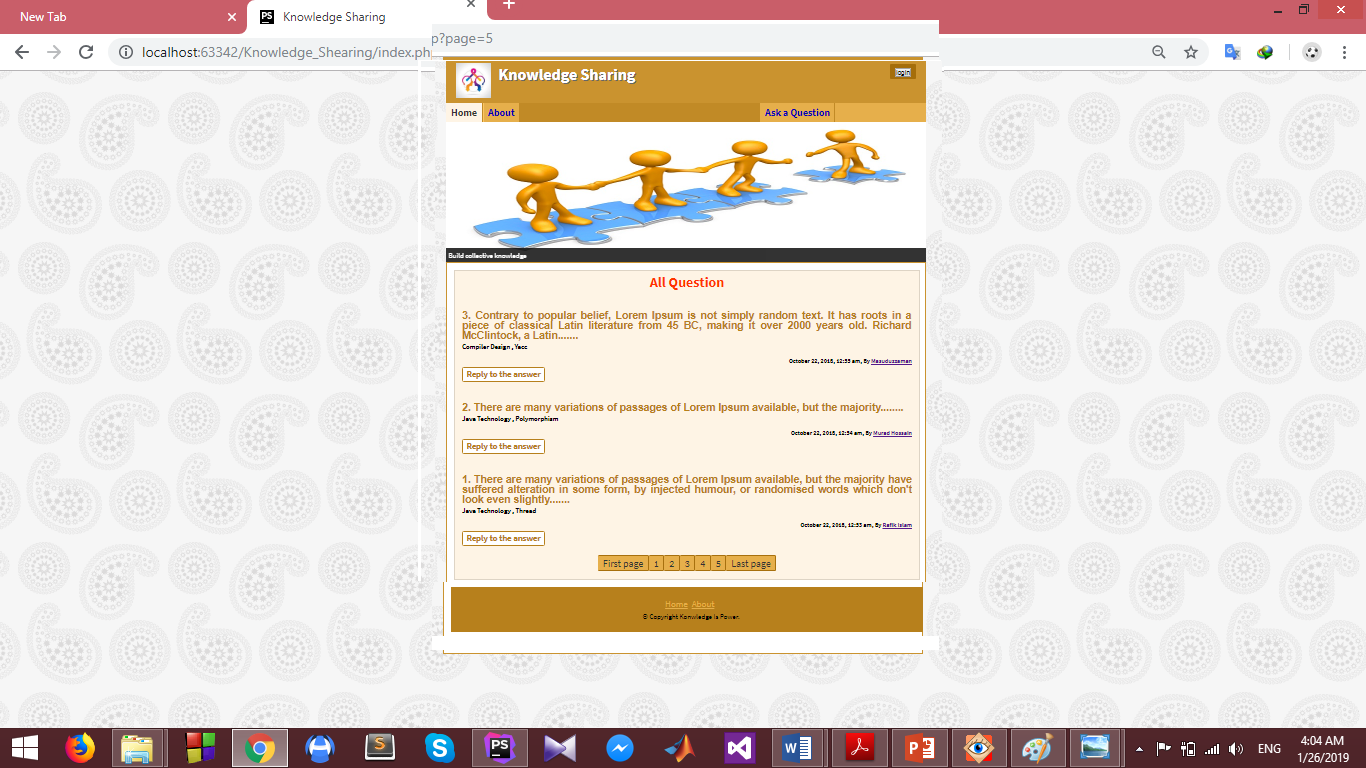 New Tab
Knowledge Sharing
localhost:63342/Knowledge_Shearing/index.php?page=5
Knowledge Sharing
login
Home About Ask a Question
Build collective knowledge
All Question
3. Contrary to popular belief, Lorem Ipsum is not simply random text. It has roots in a
piece of classical Latin literature from 45 BC, making it over 2000 years old. Richard
McClintock, a Latin.......
Compiler Design , Yacc
October 22, 2018, 12:55 am, By Masuduzzaman
Reply to the answer
2. There are many variations of passages of Lorem Ipsum available, but the majority........
Java Technology , Polymorphism
October 22, 2018, 12:54 am, By Murad Hossain
Reply to the answer
1. There are many variations of passages of Lorem Ipsum available, but the majority have
suffered alteration in some form, by injected humour, or randomised words which don't
look even slightly.......
Java Technology , Thread
October 22, 2018, 12:53 am, By Rafik Islam
Reply to the answer
First page 1 2 3 4 5 Last page
Home About
© Copyright Konwledge Is Power.
ENG
4:04 AM
1/26/2019